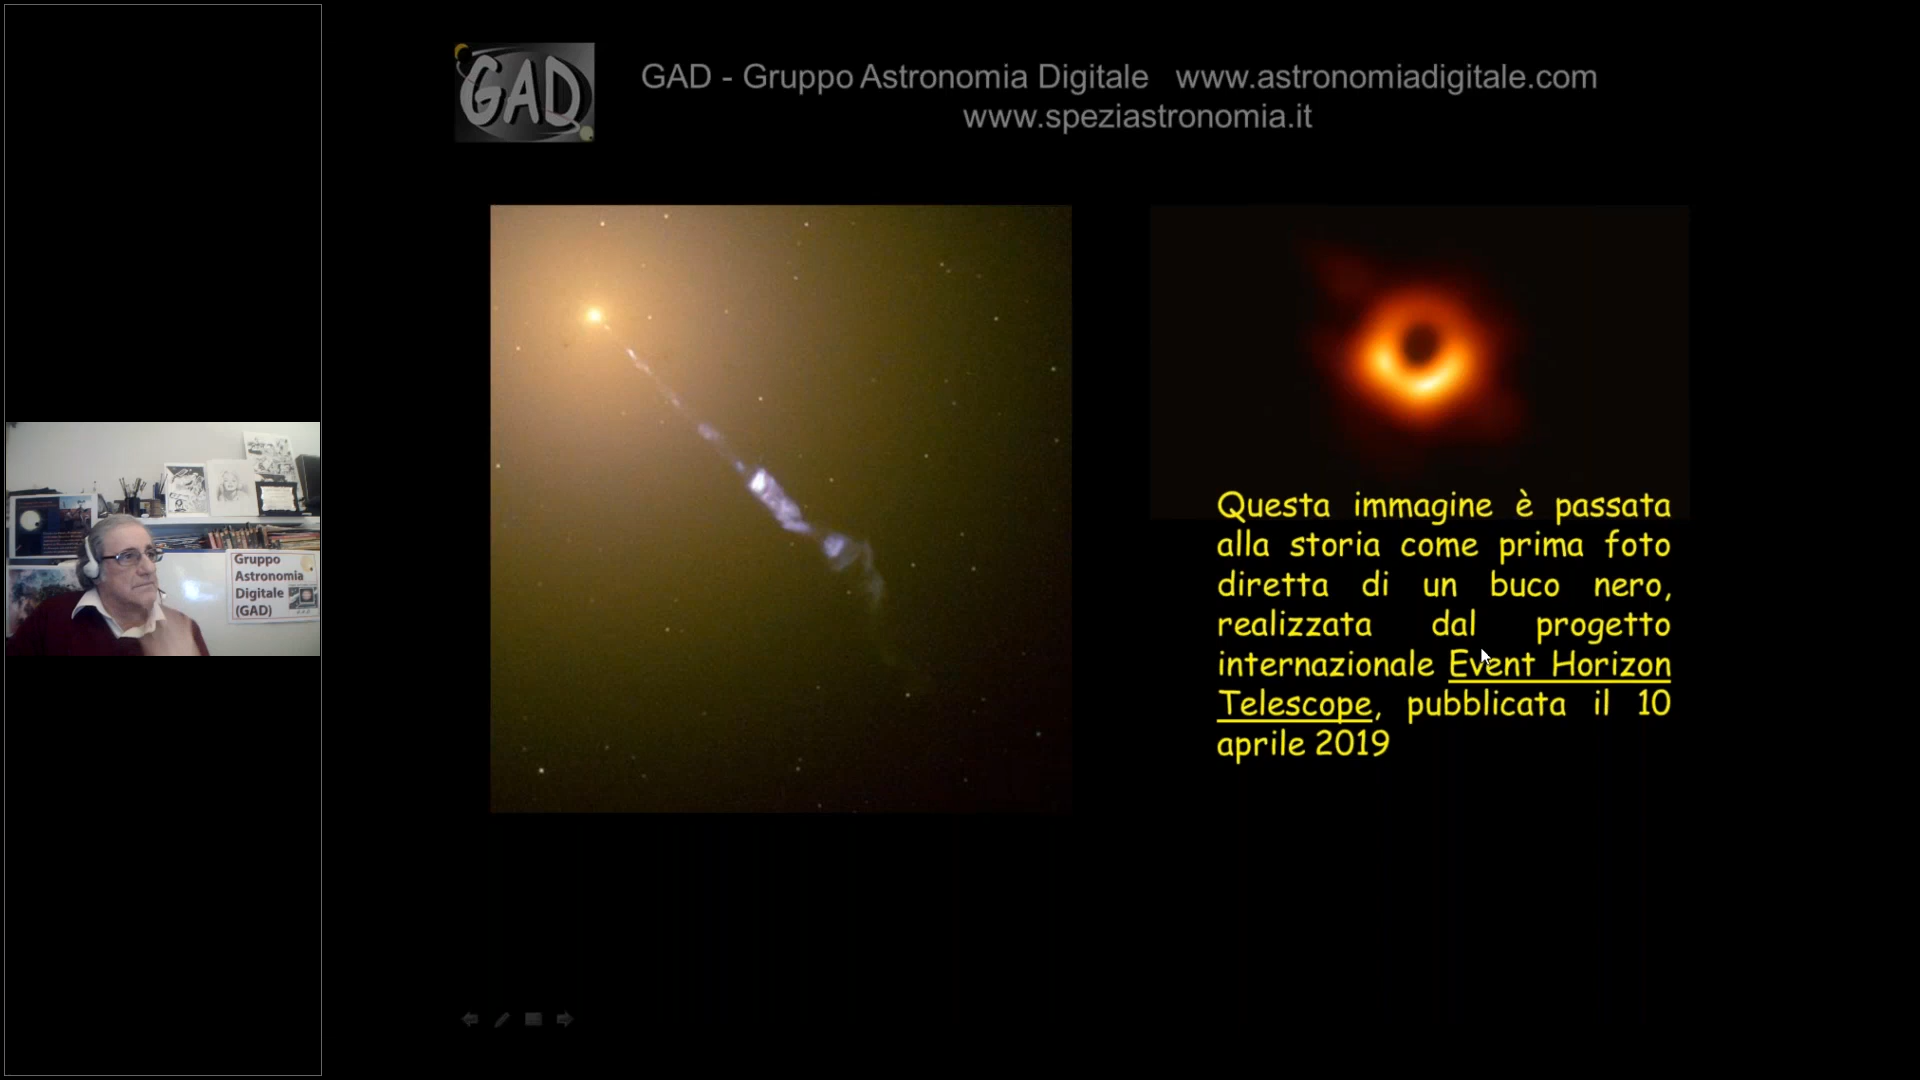 GAD
GAD - Gruppo Astronomia Digitale www.astronomiadigitale.com
www.speziastronomia.it
Questa immagine è passata
alla storia come prima foto
diretta di un buco nero,
realizzata dal progetto
internazionale Event Horizon
Telescope, pubblicata il 10
aprile 2019
Gruppo
Astronomia
Digitale
(GAD)